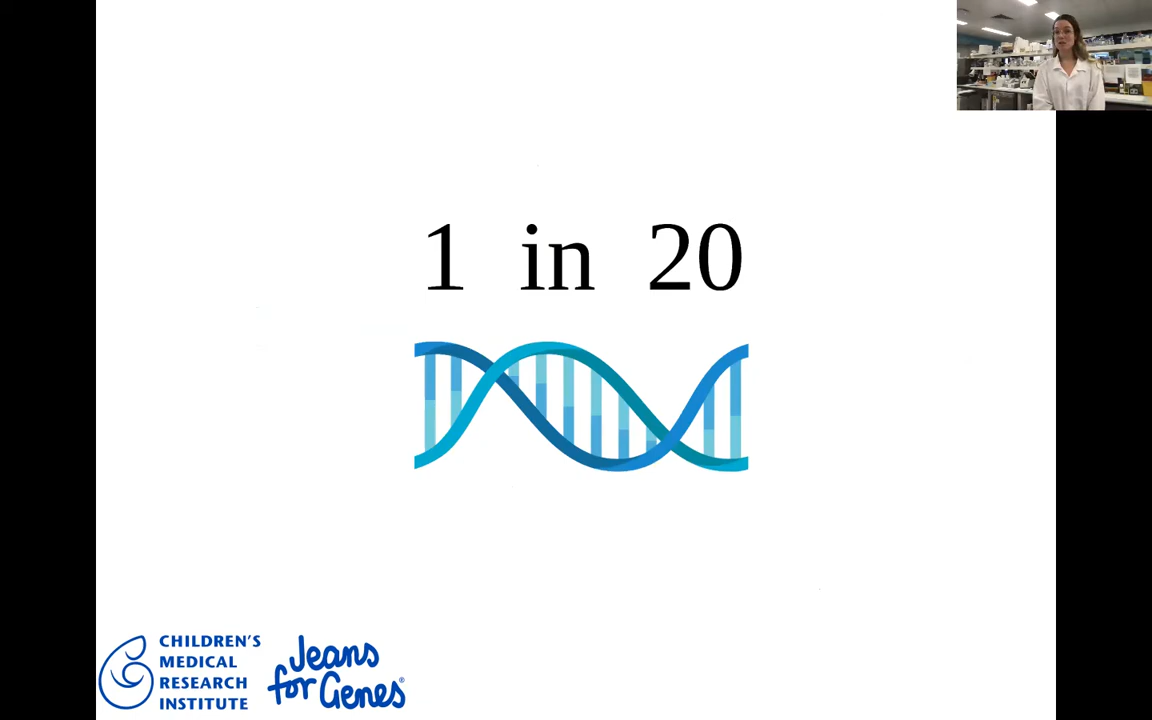 1 in 20
CHILDREN'S
MEDICAL
RESEARCH
INSTITUTE
Jeans
for Genes®